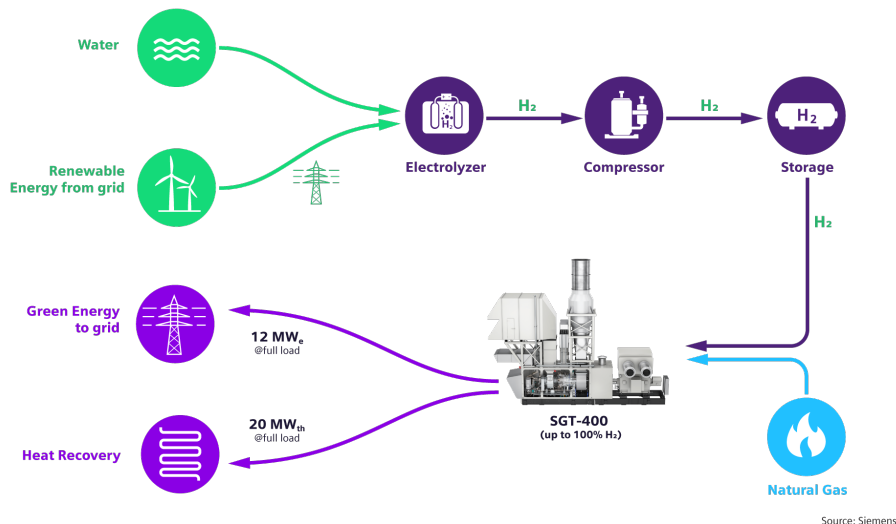 Water
H₂
H₂
H₂
H₂
Electrolyzer
Compressor
Storage
Renewable
Energy from grid
H₂
Green Energy
to grid
12 MWₑ
@full load
20 MWₜₕ
@full load
Heat Recovery
SGT-400
(up to 100% H₂)
Natural Gas
Source: Siemens